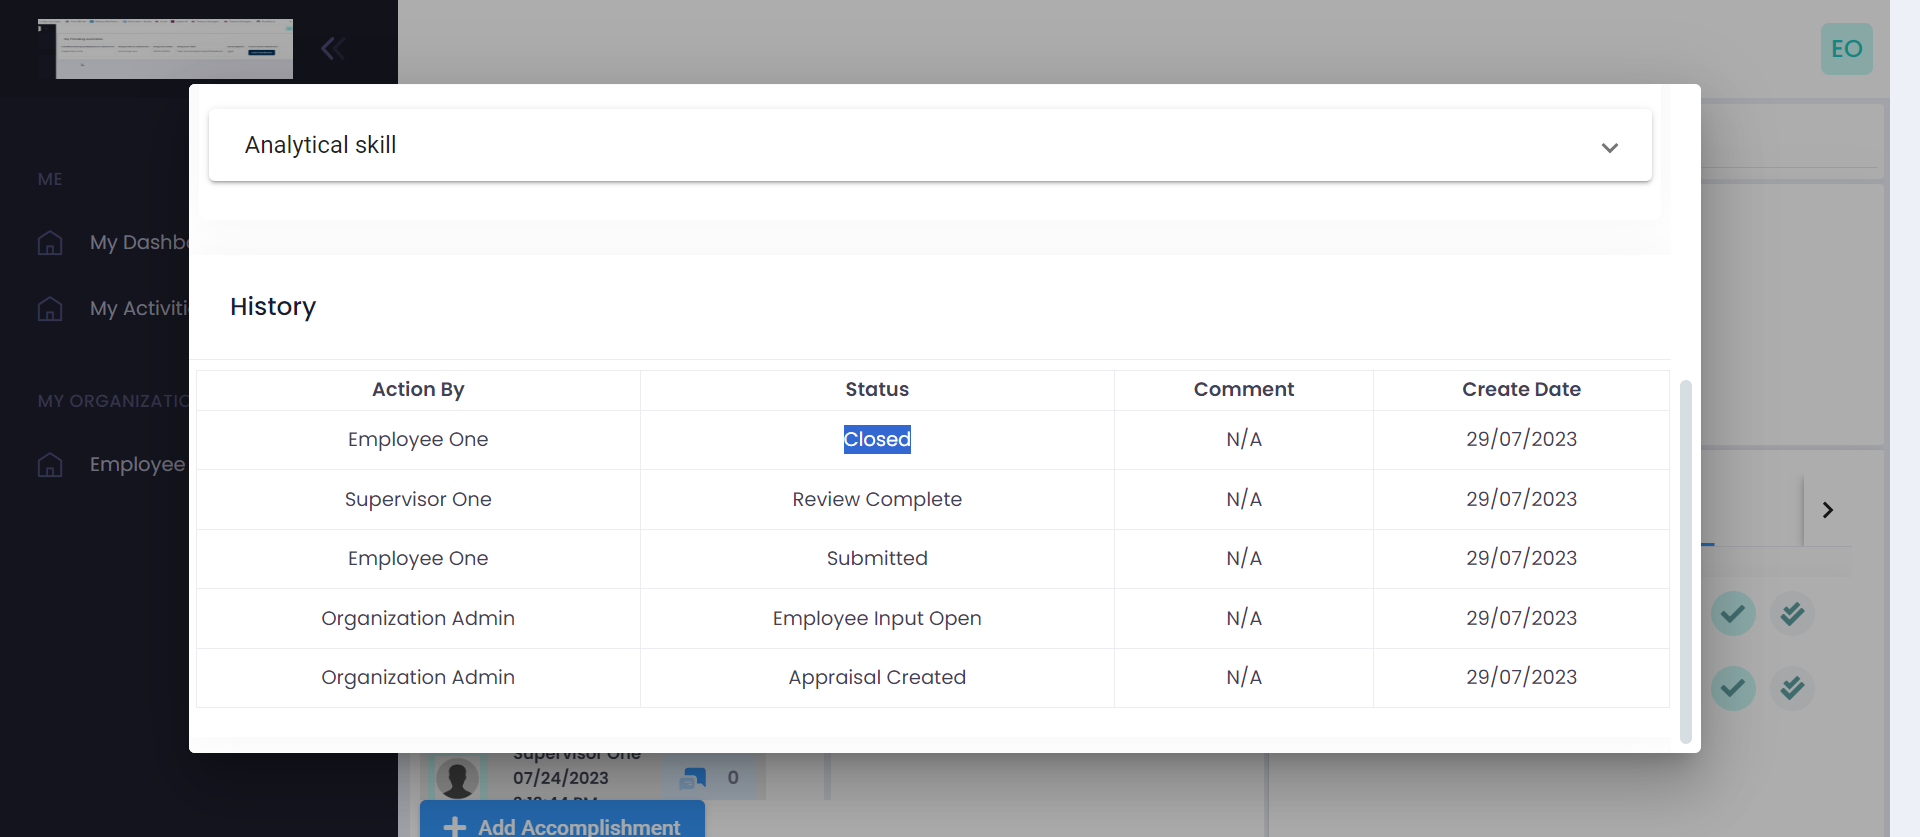 EO
ME
My Dashb
My Activiti
MY ORGANIZATIO
Employee
Analytical skill
History
Action By Status Comment Create Date
Employee One Closed N/A 29/07/2023
Supervisor One Review Complete N/A 29/07/2023
Employee One Submitted N/A 29/07/2023
Organization Admin Employee Input Open N/A 29/07/2023
Organization Admin Appraisal Created N/A 29/07/2023
Supervisor One
07/24/2023
0
Add Accomplishment